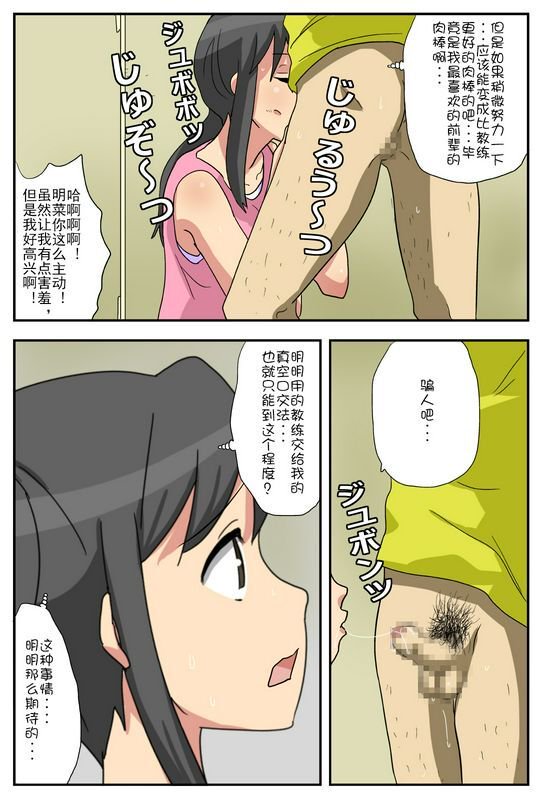 但是如果稍微努力一下
：：应该能变成比教练
更好的肉棒的吧：：毕
竟是我最喜欢的前辈的
肉棒啊：：
じゅるう～っ
ジュボボッ
じゅぞ～っ
哈啊啊啊！
明菜你这么主动！
虽然让我有点害羞，
但是我好高兴啊！
骗人吧：：
ジュボンッ
明明用的教练交给我的
真空口交法：：
也就只能到这个程度？
这种事情：：
明明那么期待的：：